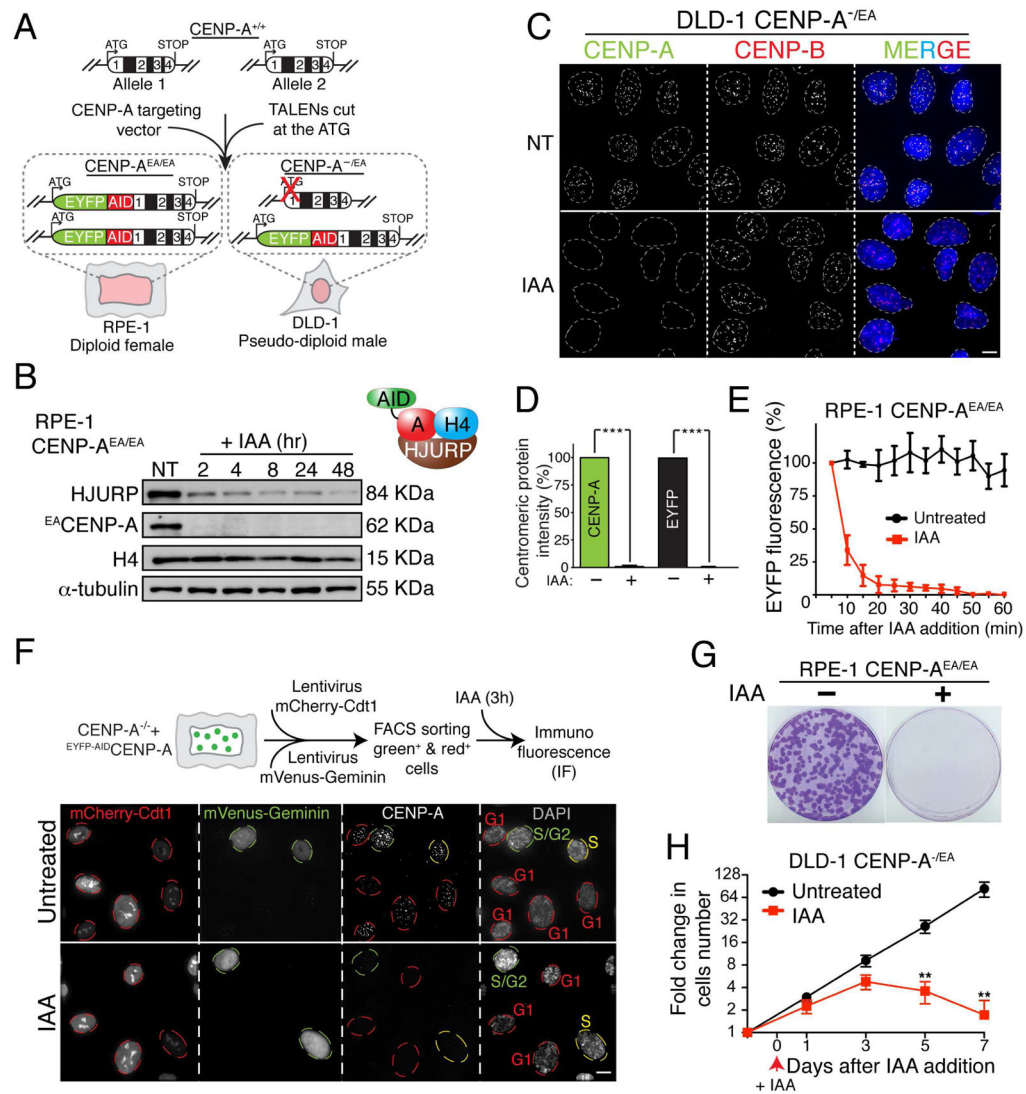 A
CENP-A+/+
ATG STOP ATG STOP
1 2 3 4 1 2 3 4
Allele 1 Allele 2
CENP-A targeting
vector
TALENs cut
at the ATG
CENP-AEA/EA
ATG STOP
EYFP AID 1 2 3 4
ATG STOP
EYFP AID 1 2 3 4
CENP-A−/EA
ATG STOP
1 2 3 4
ATG STOP
EYFP AID 1 2 3 4
RPE-1
Diploid female
DLD-1
Pseudo-diploid male
B
RPE-1
CENP-AEA/EA
+ IAA (hr)
NT 2 4 8 24 48
HJURP 84 KDa
EACENP-A 62 KDa
H4 15 KDa
α-tubulin 55 KDa
AID
A H4
HJURP
C
DLD-1 CENP-A-/EA
CENP-A CENP-B MERGE
NT
IAA
D
Centromeric protein
intensity (%)
100
75
50
25
0
**** ****
CENP-A EYFP
IAA: − + − +
E
RPE-1 CENP-AEA/EA
EYFP fluorescence (%)
100
75
50
25
0 10 20 30 40 50 60
Untreated
IAA
Time after IAA addition (min)
F
CENP-A-/-+
EYFP-AIDCENP-A
Lentivirus
mCherry-Cdt1
Lentivirus
mVenus-Geminin
FACS sorting
green+ & red+
cells
IAA (3h)
Immuno
fluorescence
(IF)
mCherry-Cdt1 mVenus-Geminin CENP-A DAPI
Untreated
G1
S/G2
S
G1
G1
G1
G1
IAA
S/G2
G1
G1
S
G1
G
RPE-1 CENP-AEA/EA
IAA − +
H
DLD-1 CENP-A-/EA
Fold change in
cells number
128
64
32
16
8
4
2
1
Untreated
IAA
**
**
0 1 3 5 7
Days after IAA addition
+ IAA